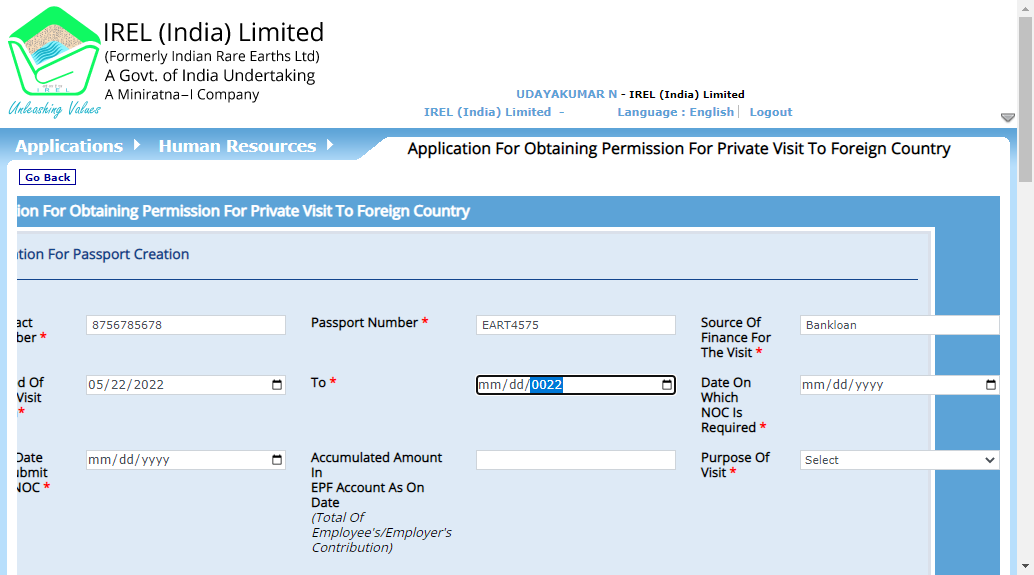 IREL (India) Limited
(Formerly Indian Rare Earths Ltd)
A Govt. of India Undertaking
A Miniratna-I Company
IREL
Unleashing Values
UDAYAKUMAR N - IREL (India) Limited
IREL (India) Limited - Language : English | Logout
Applications Human Resources Application For Obtaining Permission For Private Visit To Foreign Country
Go Back
ion For Obtaining Permission For Private Visit To Foreign Country
ation For Passport Creation
act
ber *
8756785678
Passport Number *
EART4575
Source Of
Finance For
The Visit *
Bankloan
d Of
Visit
*
05/22/2022
To *
mm/dd/0022
Date On
Which
NOC Is
Required *
mm/dd/yyyy
Date
ubmit
NOC *
mm/dd/yyyy
Accumulated Amount
In
EPF Account As On
Date
(Total Of
Employee's/Employer's
Contribution)
Purpose Of
Visit *
Select